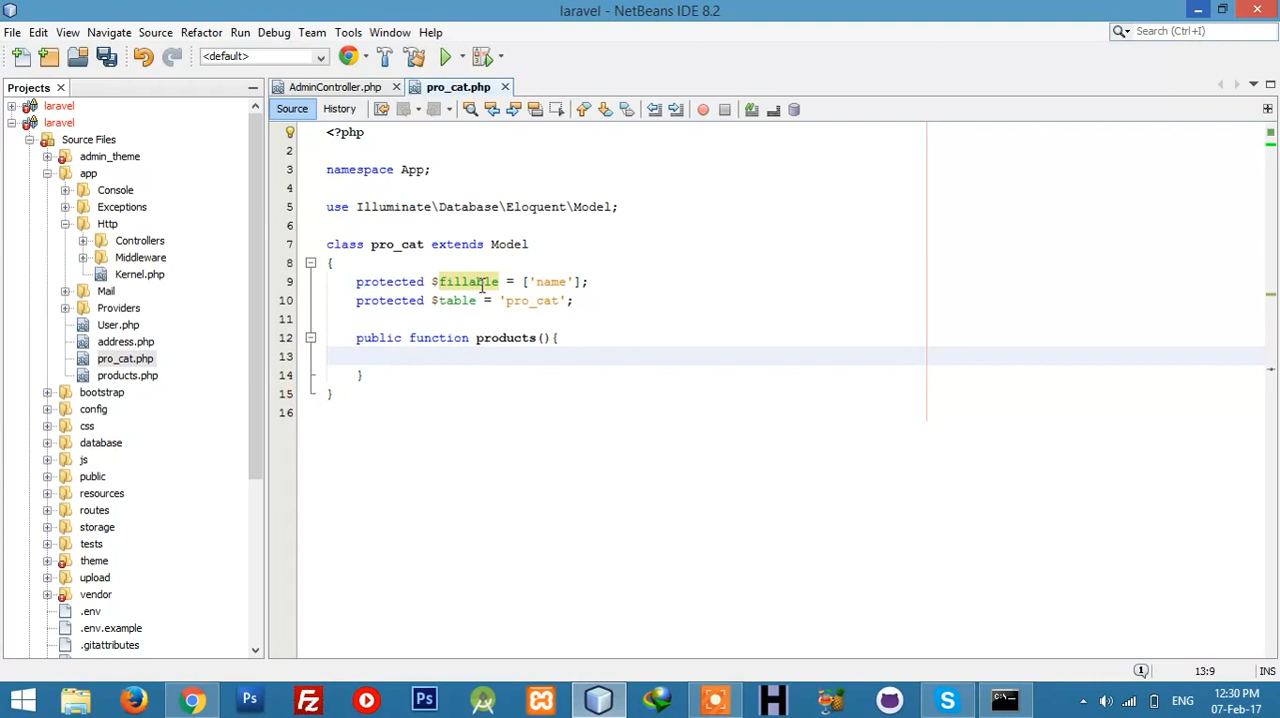 laravel - NetBeans IDE 8.2
File Edit View Navigate Source Refactor Run Debug Team Tools Window Help
Search (Ctrl+I)
<default>
Projects
AdminController.php
pro_cat.php
Source
History
laravel
laravel
Source Files
admin_theme
app
Console
Exceptions
Http
Controllers
Middleware
Kernel.php
Mail
Providers
User.php
address.php
pro_cat.php
products.php
bootstrap
config
css
database
js
public
resources
routes
storage
tests
theme
upload
vendor
.env
.env.example
.gitattributes
<?php
2
3 namespace App;
4
5 use Illuminate\Database\Eloquent\Model;
6
7 class pro_cat extends Model
8 {
9 protected $fillable = ['name'];
10 protected $table = 'pro_cat';
11
12 public function products(){
13
14 }
15 }
16
1
13:9
INS
Ps
Fz
Ps
H
S
ENG
12:30 PM
07-Feb-17